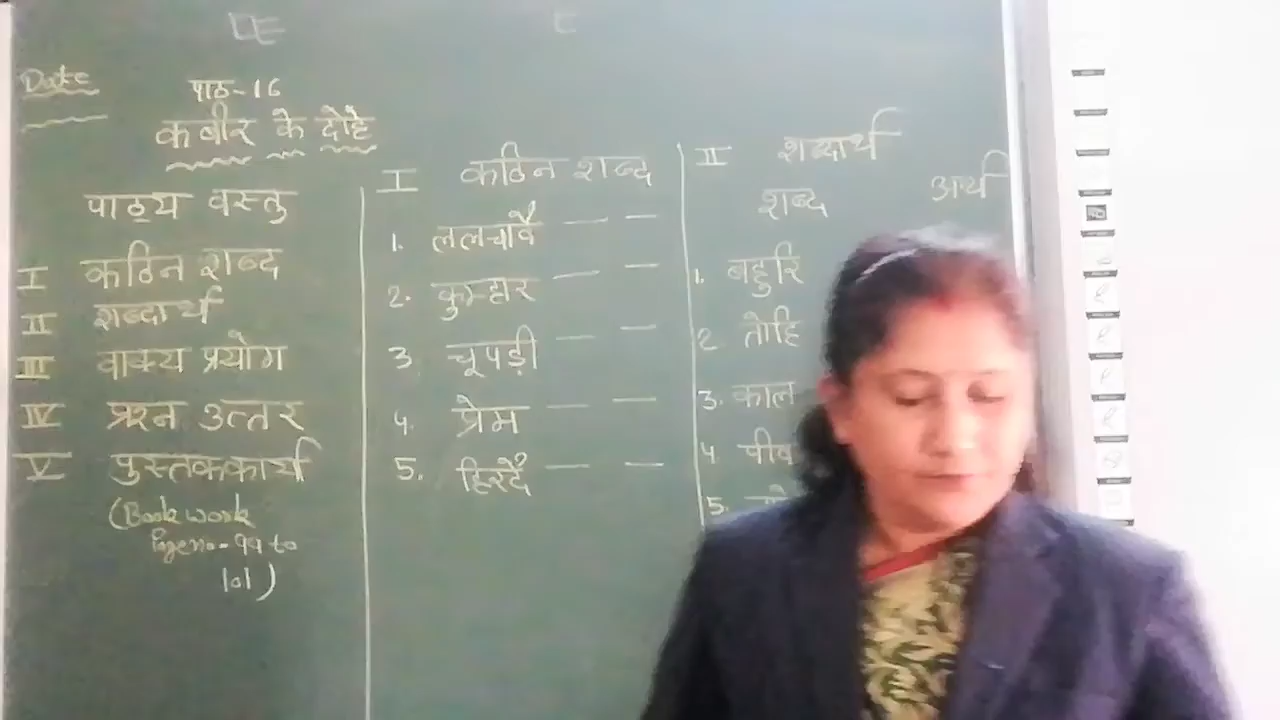 Date
पाठ-16
कबीर के दोहे
पाठ्य वस्तु
I कठिन शब्द
II शब्दार्थ
III वाक्य प्रयोग
IV प्रश्न उत्तर
V पुस्तककार्य
(Book work
Page no- 99 to
101)
I कठिन शब्द
1. ललचावै — —
2. कुम्हार — —
3 चूपड़ी — —
4. प्रेम — —
5. हिरदैं — —
II शब्दार्थ
शब्द अर्थ
1. बहुरि
2. तोहि
3. काल
4 पीव
5.